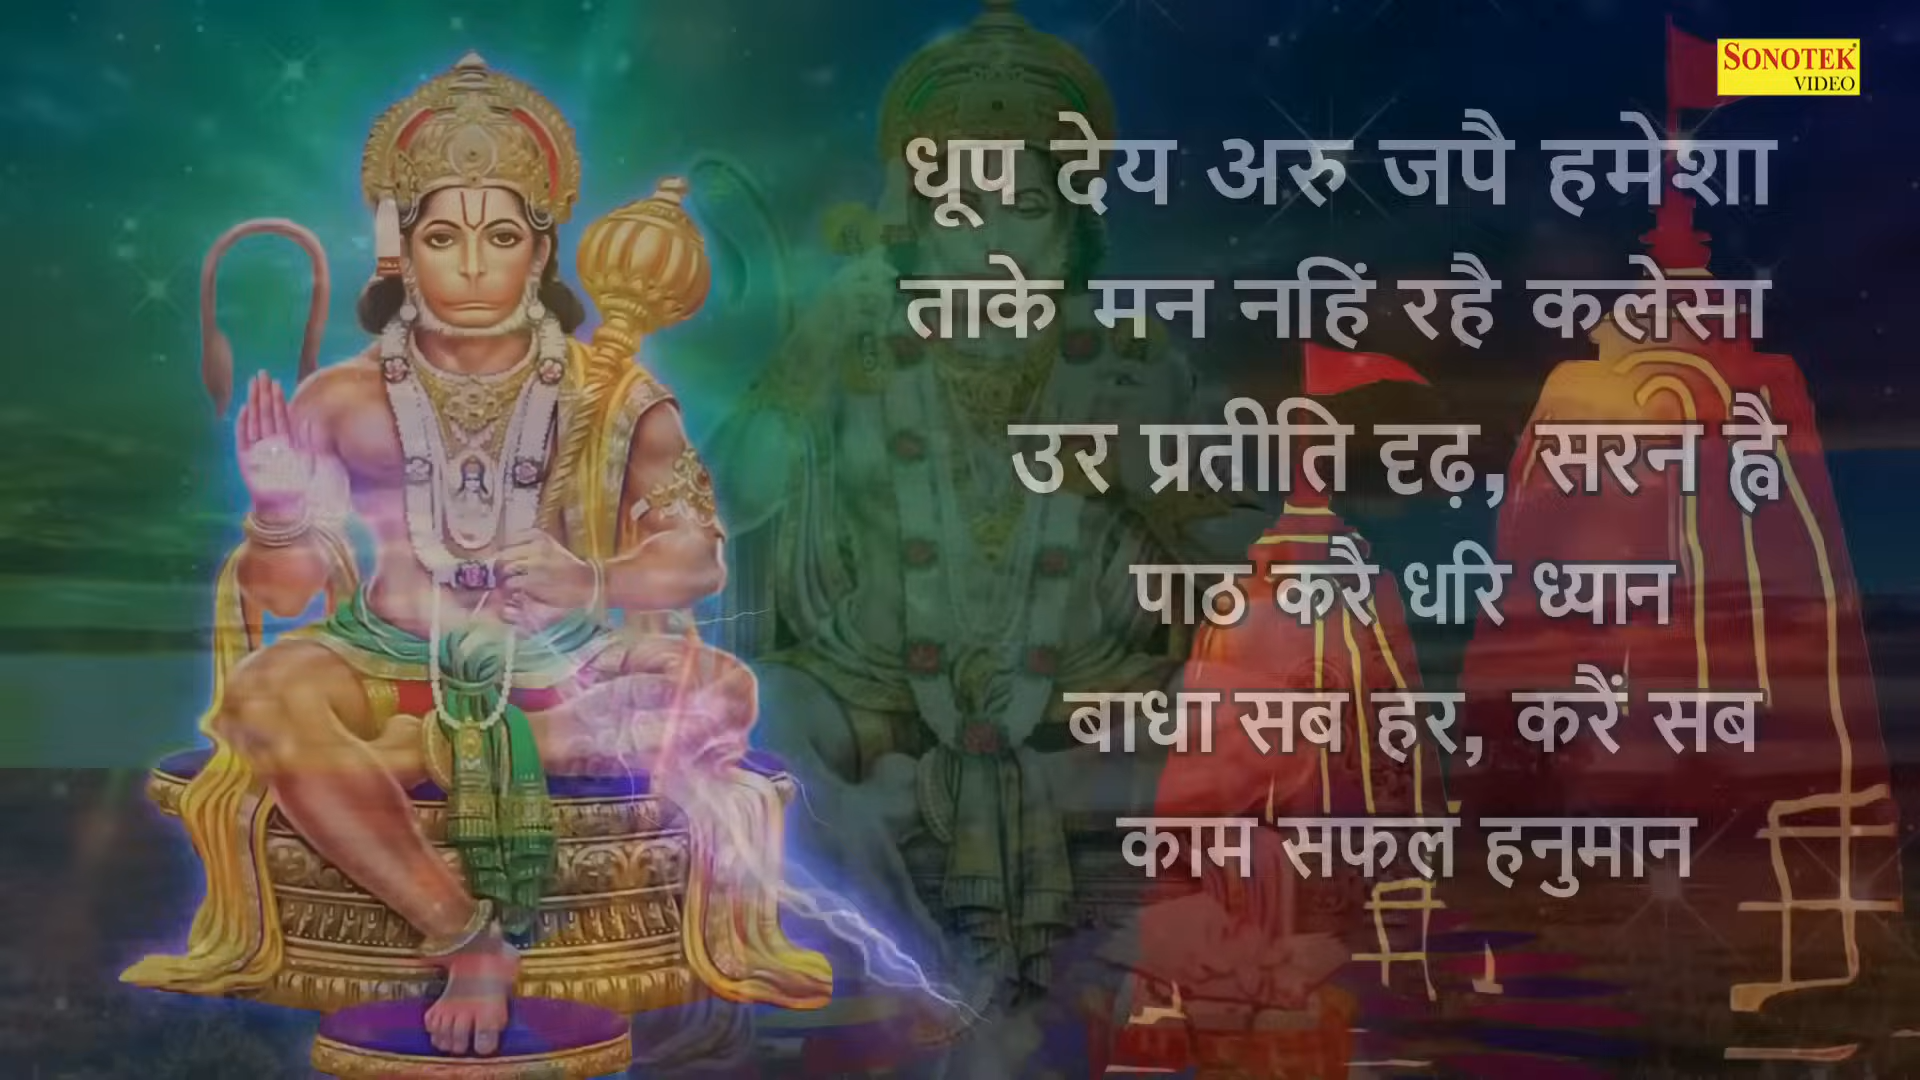 SONOTEK
VIDEO
धूप देय अरु जपै हमेशा
ताके मन नहिं रहै कलेसा
उर प्रतीति दृढ़, सरन ह्वै
पाठ करै धरि ध्यान
बाधा सब हर, करैं सब
काम सफल हनुमान